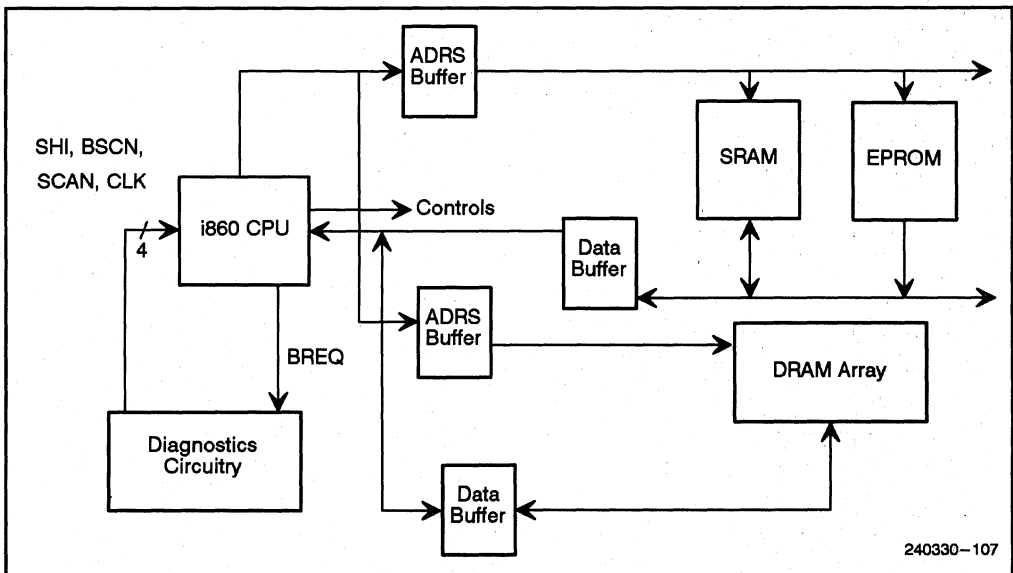 ADRS
Buffer
SHI, BSCN,
SCAN, CLK
SRAM
EPROM
i860 CPU
Controls
4
Data
Buffer
ADRS
Buffer
BREQ
DRAM Array
Diagnostics
Circuitry
Data
Buffer
240330-107